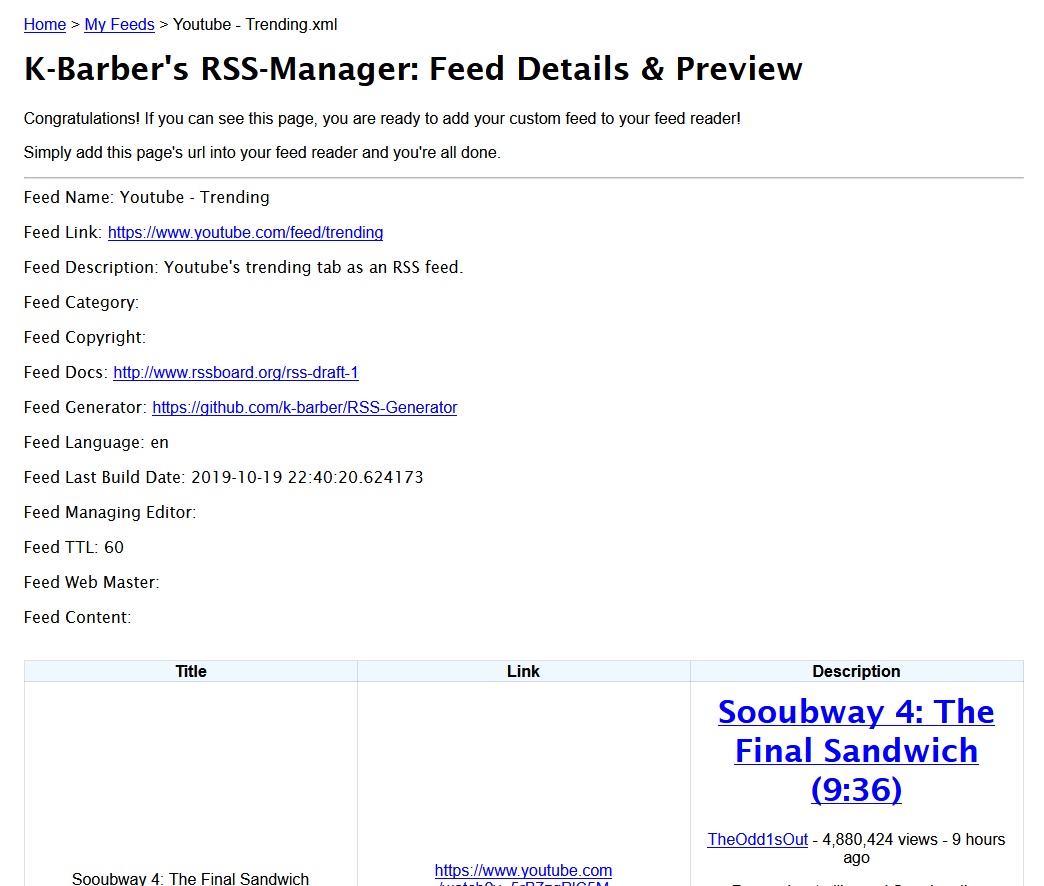 Home > My Feeds > Youtube - Trending.xml
K-Barber's RSS-Manager: Feed Details & Preview
Congratulations! If you can see this page, you are ready to add your custom feed to your feed reader!
Simply add this page's url into your feed reader and you're all done.
Feed Name: Youtube - Trending
Feed Link: https://www.youtube.com/feed/trending
Feed Description: Youtube's trending tab as an RSS feed.
Feed Category:
Feed Copyright:
Feed Docs: http://www.rssboard.org/rss-draft-1
Feed Generator: https://github.com/k-barber/RSS-Generator
Feed Language: en
Feed Last Build Date: 2019-10-19 22:40:20.624173
Feed Managing Editor:
Feed TTL: 60
Feed Web Master:
Feed Content:
Title Link Description
Sooubway 4: The
Final Sandwich
(9:36)
TheOdd1sOut - 4,880,424 views - 9 hours
ago
https://www.youtube.com
Sooubway 4: The Final Sandwich